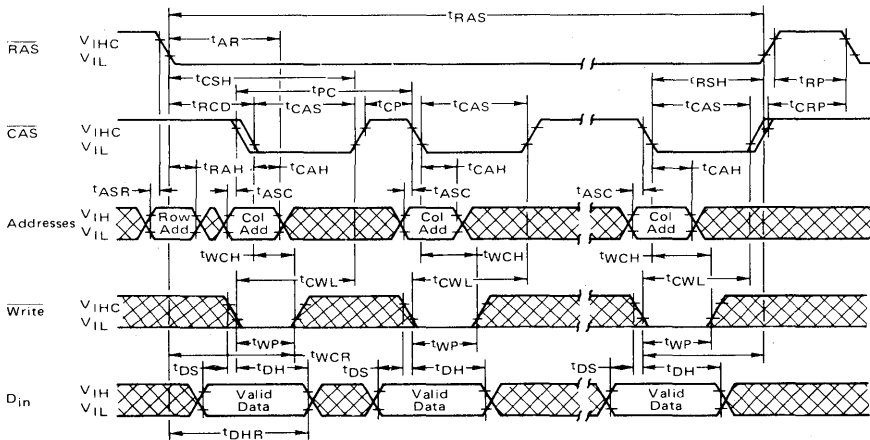 tRAS
tAR
RAS VIHC
VIL
tCSH
tPC
tRSH
tRP
tRCD tCAS tCP tCAS tCAS tCRP
CAS VIHC
VIL
tRAH tCAH tCAH tCAH
tASR tASC tASC tASC
Addresses VIH
VIL
Row Add
Col Add
Col Add
Col Add
tWCH tWCH tWCH
tCWL tCWL tCWL
Write VIHC
VIL
tWP tWP tWP
tWCR
tDS tDH tDS tDH tDS tDH
Din VIH
VIL
Valid Data
Valid Data
Valid Data
tDHR